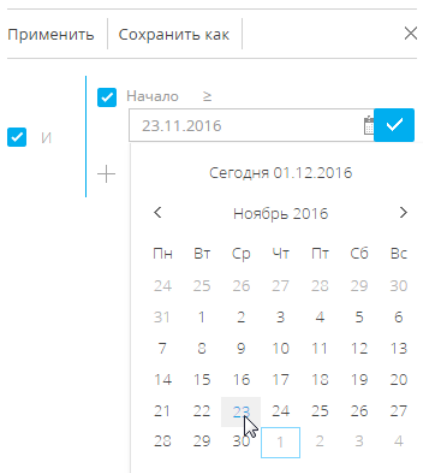 Применить Сохранить как
Начало ≥
И
23.11.2016
Сегодня 01.12.2016
Ноябрь 2016
Пн Вт Ср Чт Пт Сб Вс
24 25 26 27 28 29 30
31 1 2 3 4 5 6
7 8 9 10 11 12 13
14 15 16 17 18 19 20
21 22 23 24 25 26 27
28 29 30 1 2 3 4